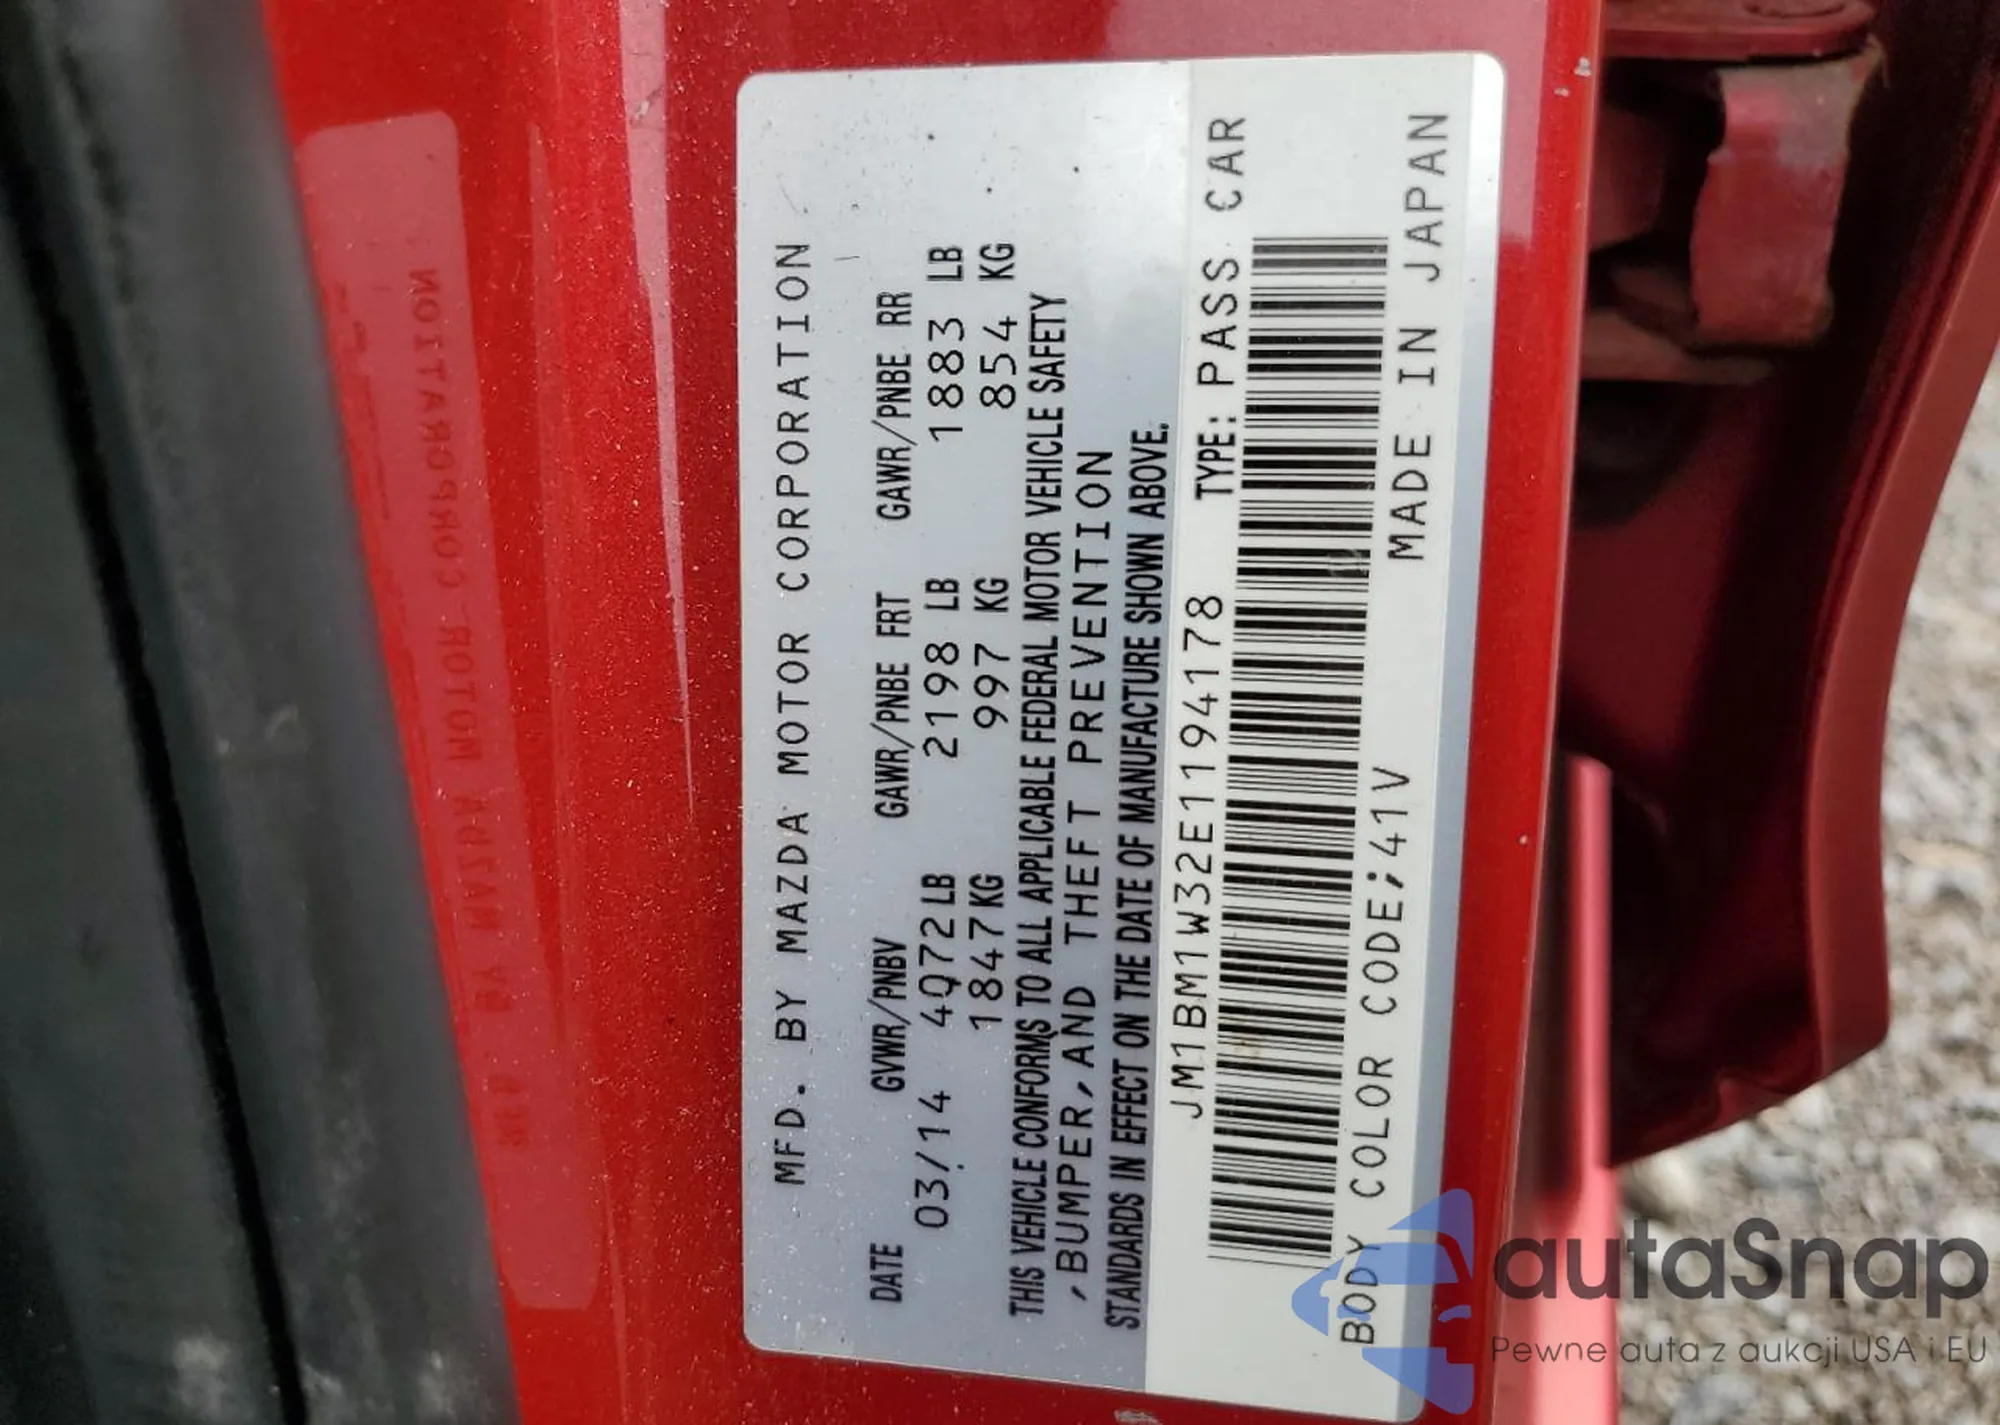 MFD. BY MAZDA MOTOR CORPORATION
DATE GVWR/PNBV GAWR/PNBE FRT GAWR/PNBE RR
03/14 4072LB 2198 LB 1883 LB
1847KG 997 KG 854 KG
THIS VEHICLE CONFORMS TO ALL APPLICABLE FEDERAL MOTOR VEHICLE SAFETY
,BUMPER,AND THEFT PREVENTION
STANDARDS IN EFFECT ON THE DATE OF MANUFACTURE SHOWN ABOVE.
JM1BM1W32E1194178 TYPE: PASS CAR
BODY COLOR CODE;41V MADE IN JAPAN
autaSnap
Pewne auta z aukcji USA i EU